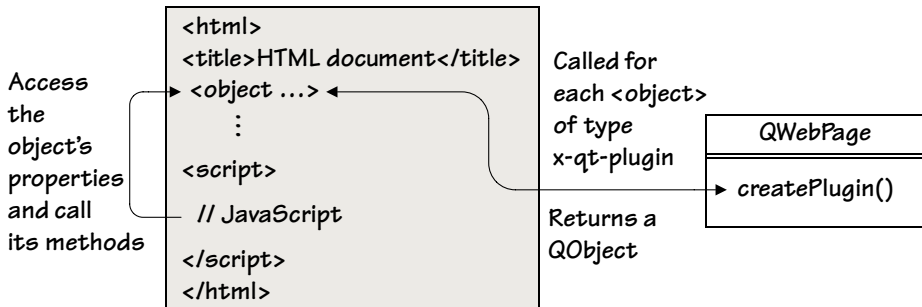 Access
the
object's
properties
and call
its methods
<html>
<title>HTML document</title>
<object ...>
⋮
<script>
// JavaScript
</script>
</html>
Called for
each <object>
of type
x-qt-plugin
Returns a
QObject
QWebPage
createPlugin()